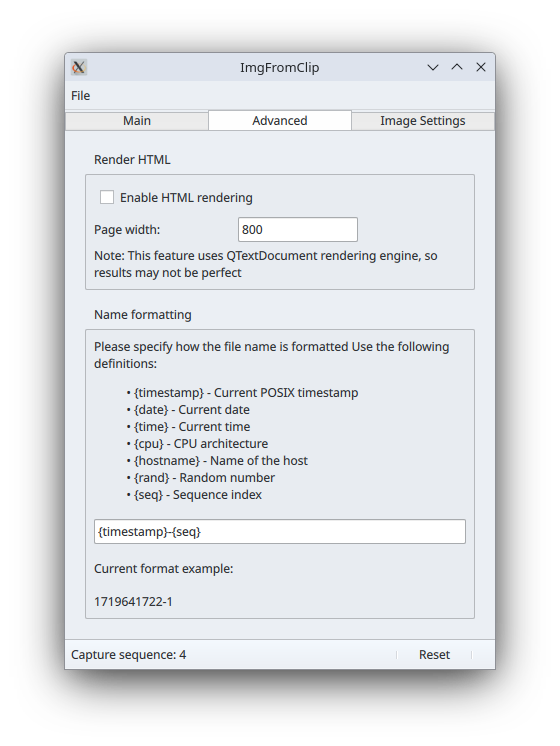 ImgFromClip
File
Main Advanced Image Settings
Render HTML
Enable HTML rendering
Page width: 800
Note: This feature uses QTextDocument rendering engine, so
results may not be perfect
Name formatting
Please specify how the file name is formatted Use the following
definitions:
• {timestamp} - Current POSIX timestamp
• {date} - Current date
• {time} - Current time
• {cpu} - CPU architecture
• {hostname} - Name of the host
• {rand} - Random number
• {seq} - Sequence index
{timestamp}-{seq}
Current format example:
1719641722-1
Capture sequence: 4 Reset